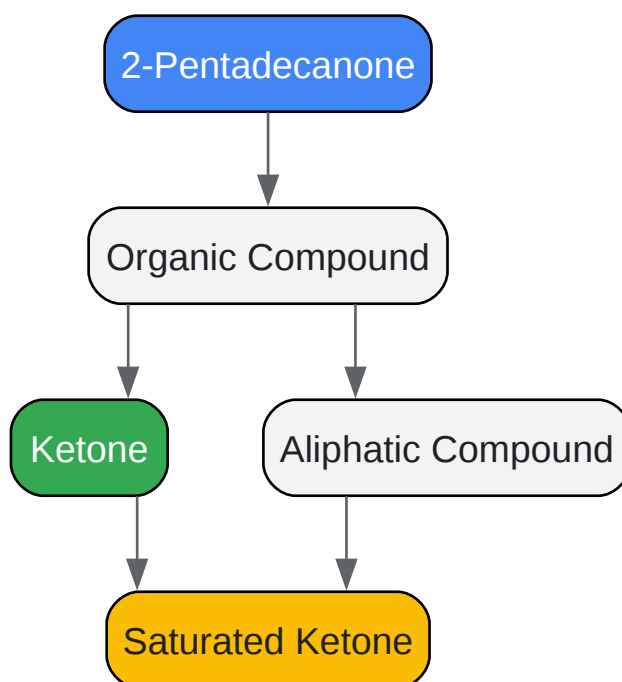 2-Pentadecanone
Organic Compound
Ketone
Aliphatic Compound
Saturated Ketone